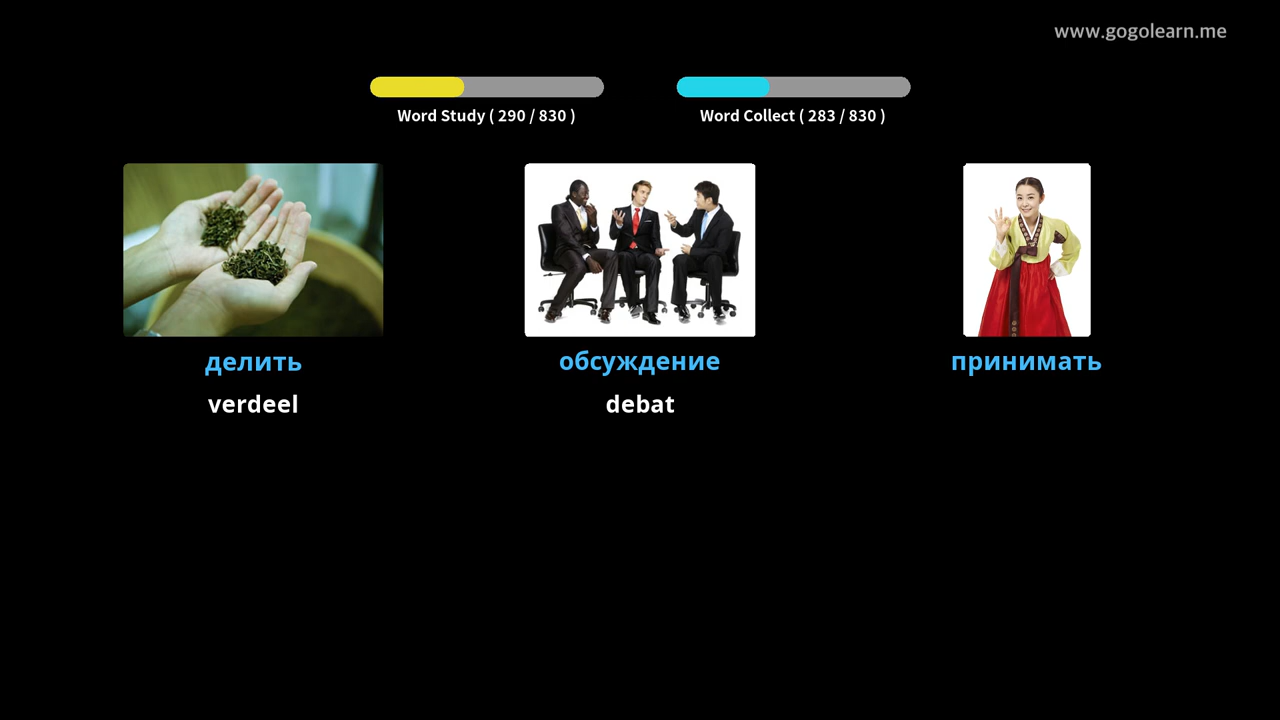 www.gogolearn.me
Word Study ( 290 / 830 )
Word Collect ( 283 / 830 )
делить
обсуждение
принимать
verdeel
debat